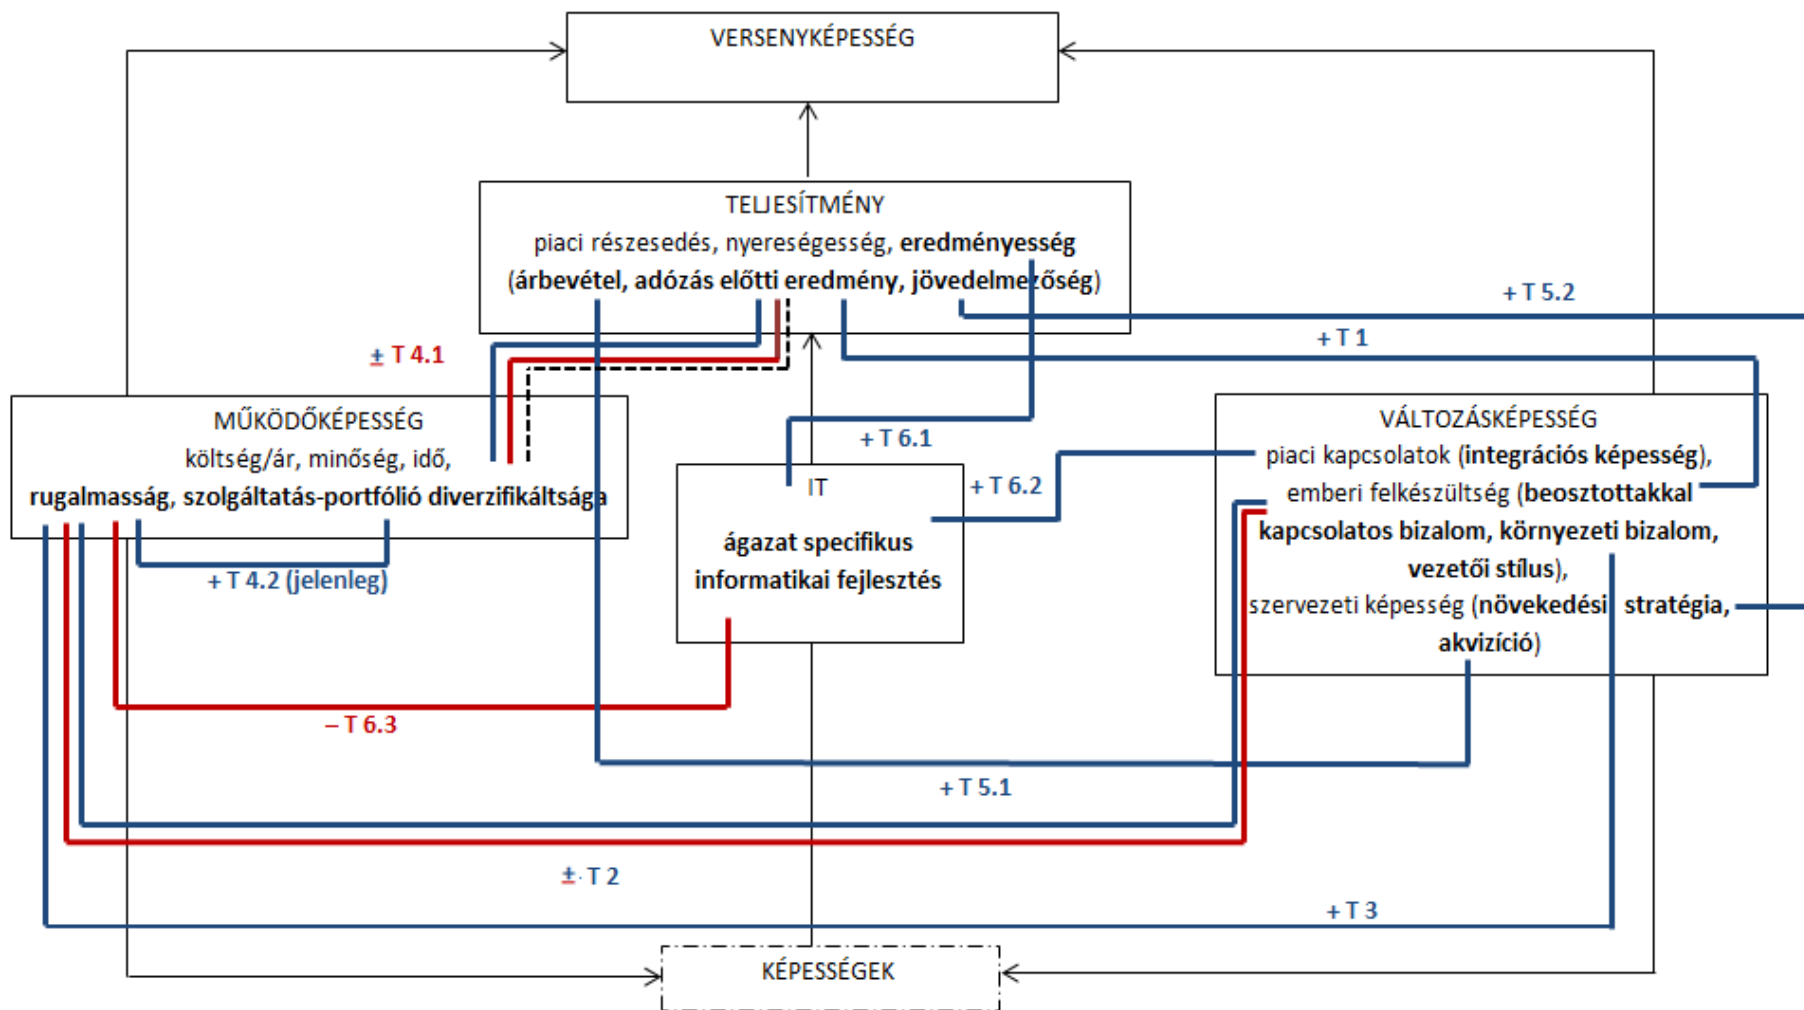 VERSENYKÉPESSÉG
TELJESÍTMÉNY
piaci részesedés, nyereségesség, eredményesség
(árbevétel, adózás előtti eredmény, jövedelmezőség)
+ T 5.2
+ T 1
± T 4.1
MŰKÖDŐKÉPESSÉG
költség/ár, minőség, idő,
rugalmasság, szolgáltatás-portfólió diverzifikáltsága
+ T 4.2 (jelenleg)
+ T 6.1
IT
ágazat specifikus
informatikai fejlesztés
+ T 6.2
VÁLTOZÁSKÉPESSÉG
piaci kapcsolatok (integrációs képesség),
emberi felkészültség (beosztottakkal
kapcsolatos bizalom, környezeti bizalom,
vezetői stílus),
szervezeti képesség (növekedési stratégia,
akvizíció)
– T 6.3
+ T 5.1
± T 2
+ T 3
KÉPESSÉGEK